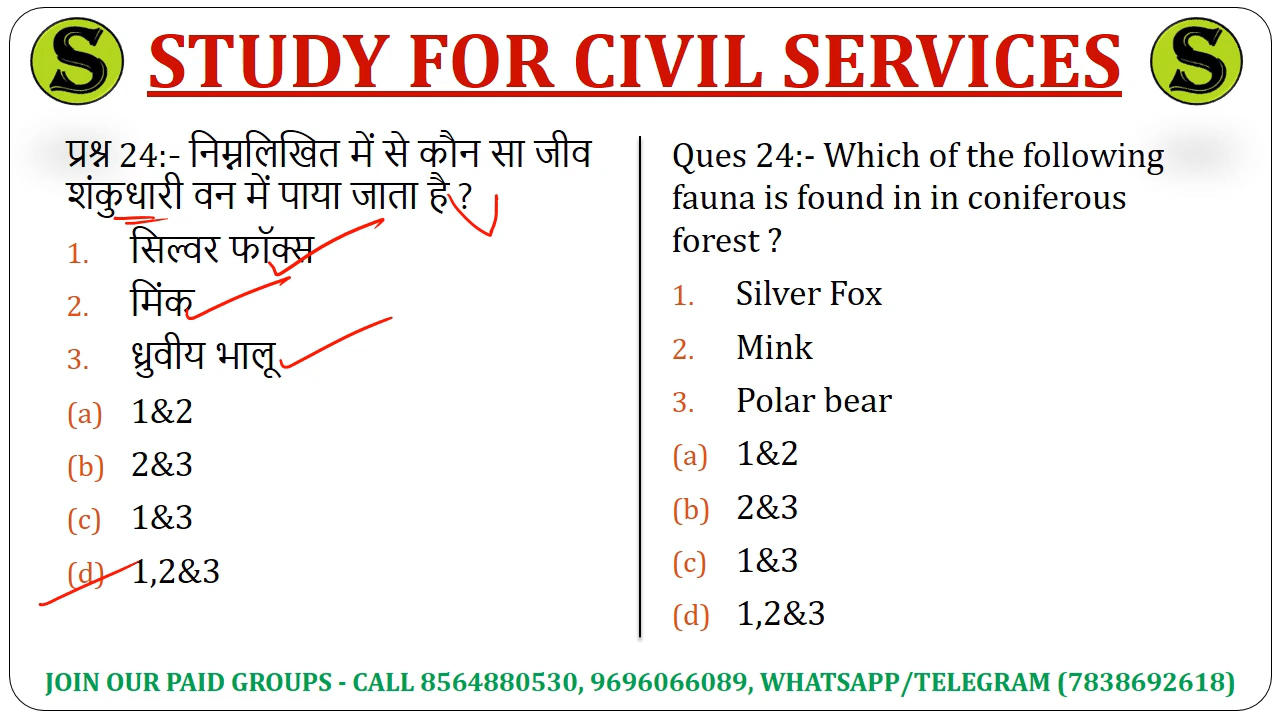 S
STUDY FOR CIVIL SERVICES
S
प्रश्न 24:- निम्नलिखित में से कौन सा जीव
शंकुधारी वन में पाया जाता है ?
1. सिल्वर फॉक्स
2. मिंक
3. ध्रुवीय भालू
(a) 1&2
(b) 2&3
(c) 1&3
(d) 1,2&3
Ques 24:- Which of the following
fauna is found in in coniferous
forest ?
1. Silver Fox
2. Mink
3. Polar bear
(a) 1&2
(b) 2&3
(c) 1&3
(d) 1,2&3
JOIN OUR PAID GROUPS - CALL 8564880530, 9696066089, WHATSAPP/TELEGRAM (7838692618)